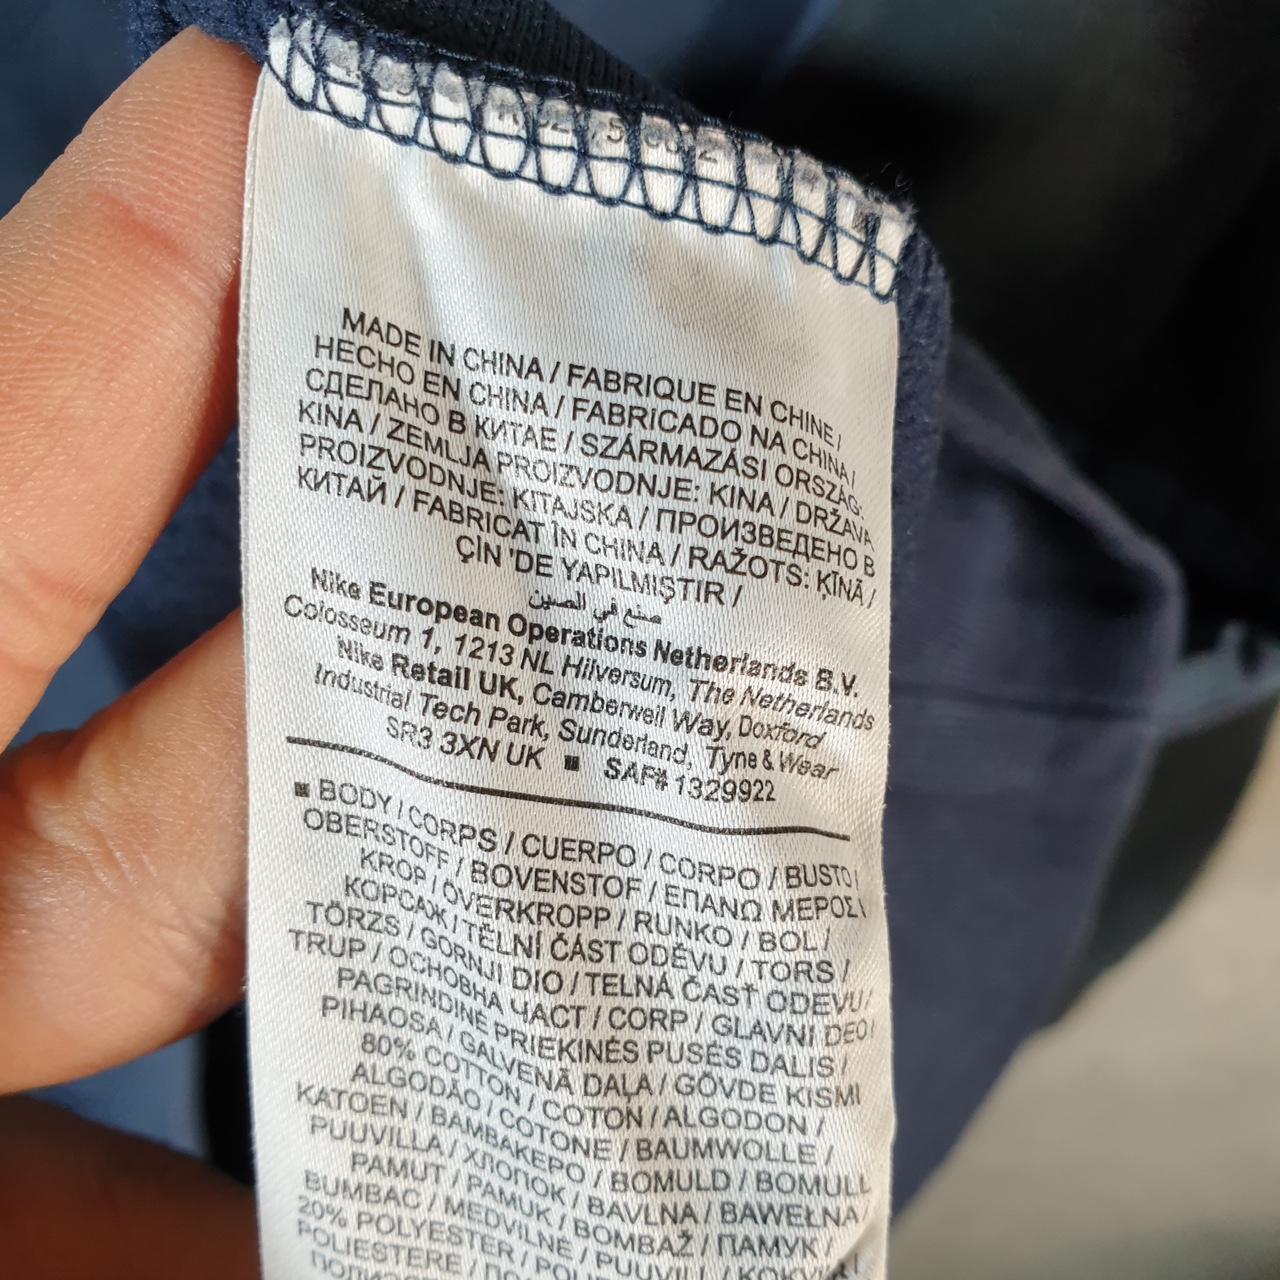 MADE IN CHINA / FABRIQUE EN CHINE /
HECHO EN CHINA / FABRICADO NA CHINA /
СДЕЛАНО В КИТАЕ / SZÁRMAZÁSI ORSZÁG:
KINA / ZEMLJA PROIZVODNJE: KINA / DRŽAVA
PROIZVODNJE: KITAJSKA / ПРОИЗВЕДЕНО В
КИТАЙ / FABRICAT ÎN CHINA / RAŽOTS: ĶĪNĀ /
ÇİN 'DE YAPILMIŞTIR /
صنع في الصين
Nike European Operations Netherlands B.V.
Colosseum 1, 1213 NL Hilversum, The Netherlands
Nike Retail UK, Camberwell Way, Doxford
Industrial Tech Park, Sunderland, Tyne & Wear
SR3 3XN UK ■ SAF# 1329922
■ BODY / CORPS / CUERPO / CORPO / BUSTO /
OBERSTOFF / BOVENSTOF / ΕΠΑΝΩ ΜΕΡΟΣ \
KROP / OVERKROPP / RUNKO / BOL /
КОРСАЖ / TĚLNÍ ČÁST ODĚVU / TORS /
TÖRZS / GORNJI DIO / TELNÁ ČASŤ ODEVU /
TRUP / ОСНОВНА ЧАСТ / CORP / GLAVNI DEO /
PAGRINDINĖ PRIEKINĖS PUSĖS DALIS /
PIHAOSA / GALVENĀ DAĻA / GÖVDE KISMI
80% COTTON / COTON / ALGODON /
ALGODÃO / COTONE / BAUMWOLLE /
KATOEN / ΒΑΜΒΑΚΕΡΟ / BOMULD / BOMULL
PUUVILLA / ХЛОПОК / BAVLNA / BAWEŁNA /
PAMUT / PAMUK / BOMBAŽ / ПАМУК
BUMBAC / MEDVILNĖ / PUUVILL / KOKVILNA
20% POLYESTER
POLIESTERE